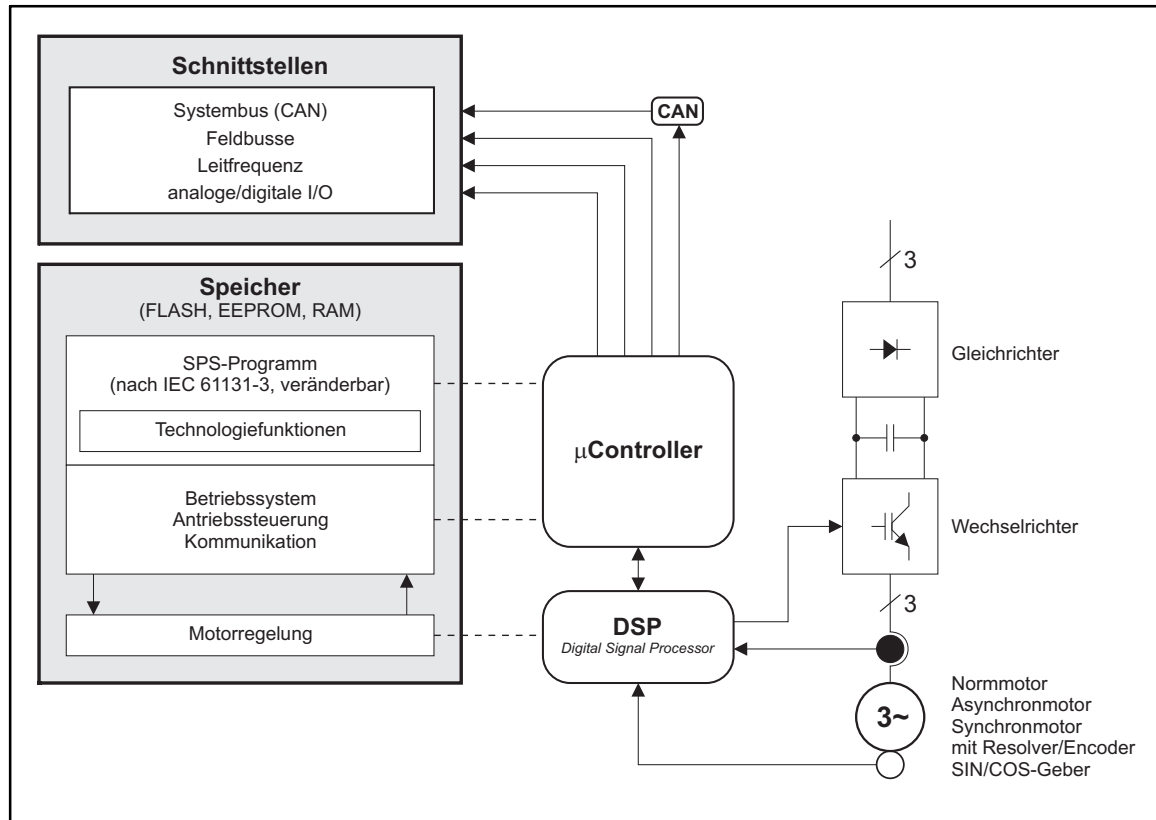 Schnittstellen
Systembus (CAN)
Feldbusse
Leitfrequenz
analoge/digitale I/O
CAN
Speicher
(FLASH, EEPROM, RAM)
SPS-Programm
(nach IEC 61131-3, veränderbar)
Technologiefunktionen
Betriebssystem
Antriebssteuerung
Kommunikation
Motorregelung
µController
DSP
Digital Signal Processor
3
Gleichrichter
Wechselrichter
3
3~
Normmotor
Asynchronmotor
Synchronmotor
mit Resolver/Encoder
SIN/COS-Geber